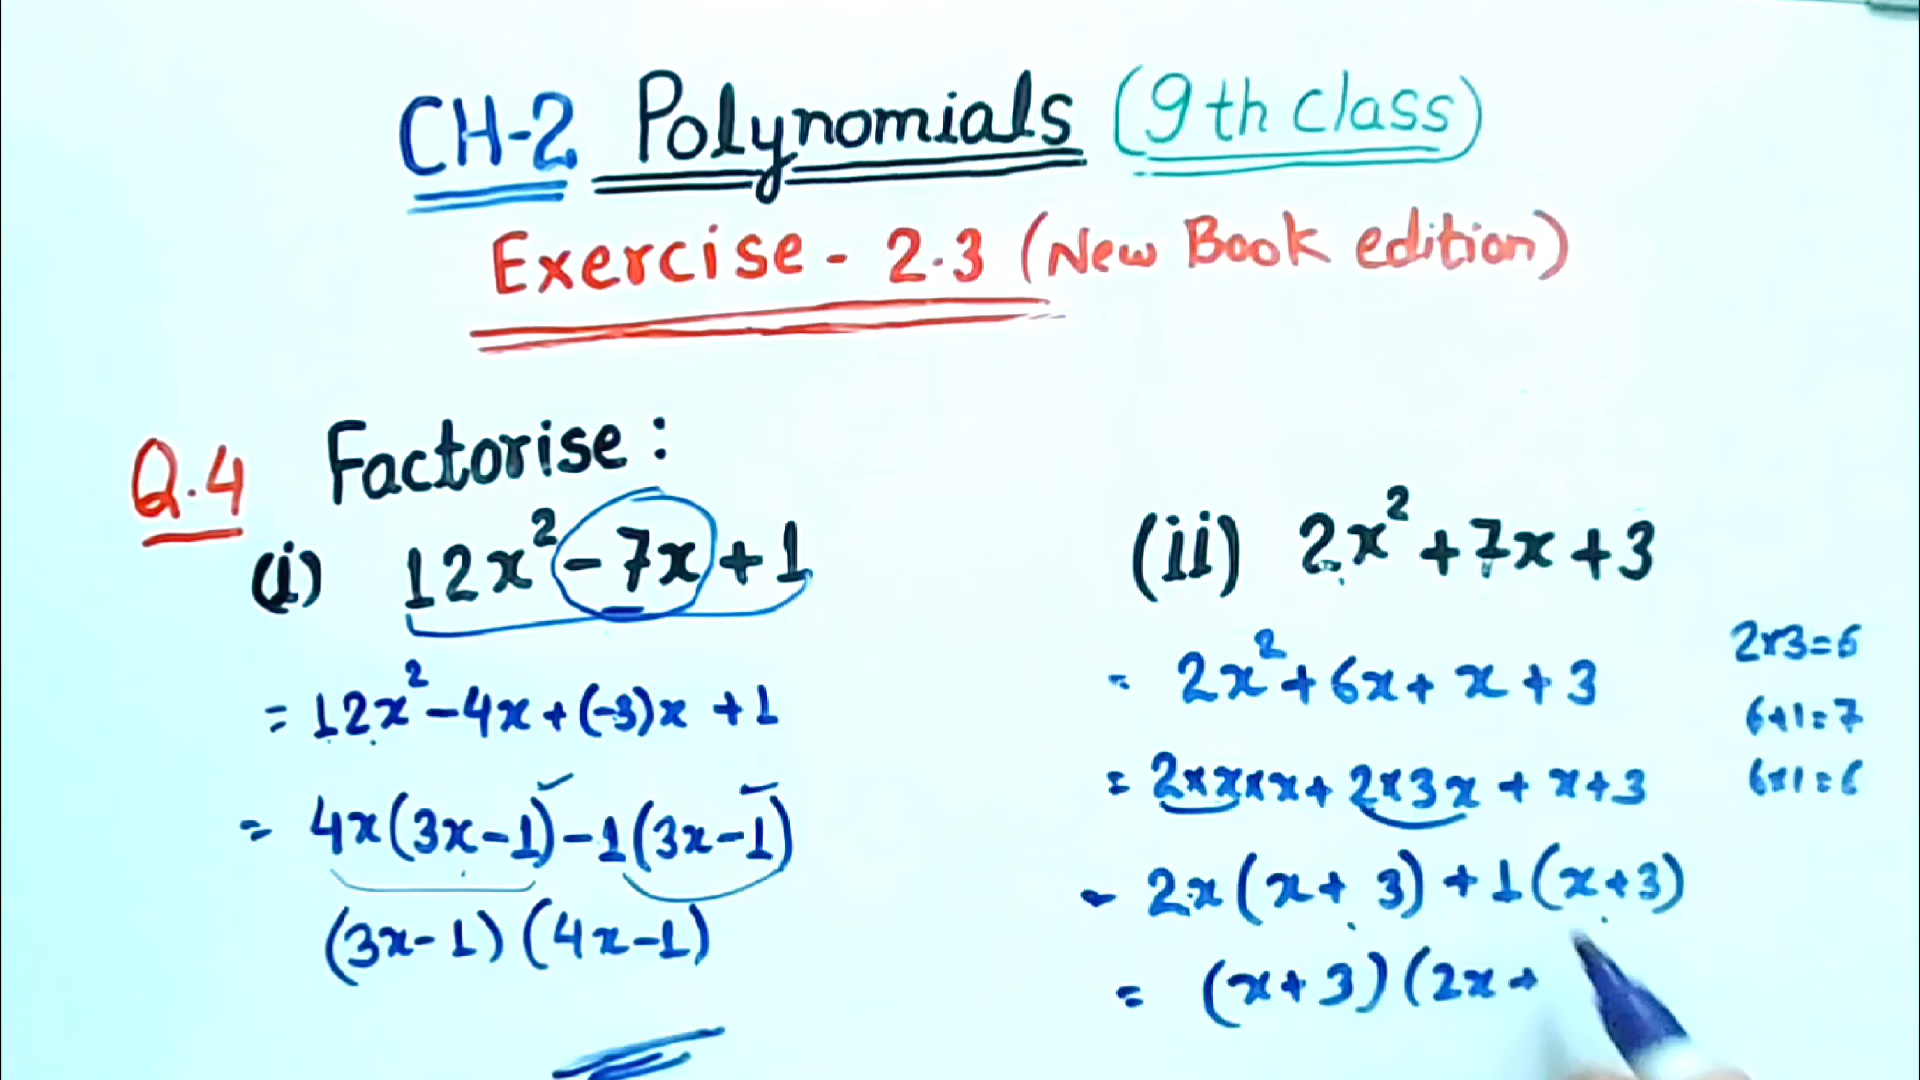 CH-2 Polynomials (9th class)
Exercise - 2.3 (New Book edition)
Q.4 Factorise :
(i) 12x² - 7x + 1
= 12x² - 4x + (-3)x + 1
= 4x(3x-1) - 1(3x-1)
(3x-1)(4x-1)
(ii) 2x² + 7x + 3
= 2x² + 6x + x + 3
= 2×x×x + 2×3x + x+3
= 2x(x+3) + 1(x+3)
= (x+3)(2x+
2×3=6
6+1=7
6×1=6